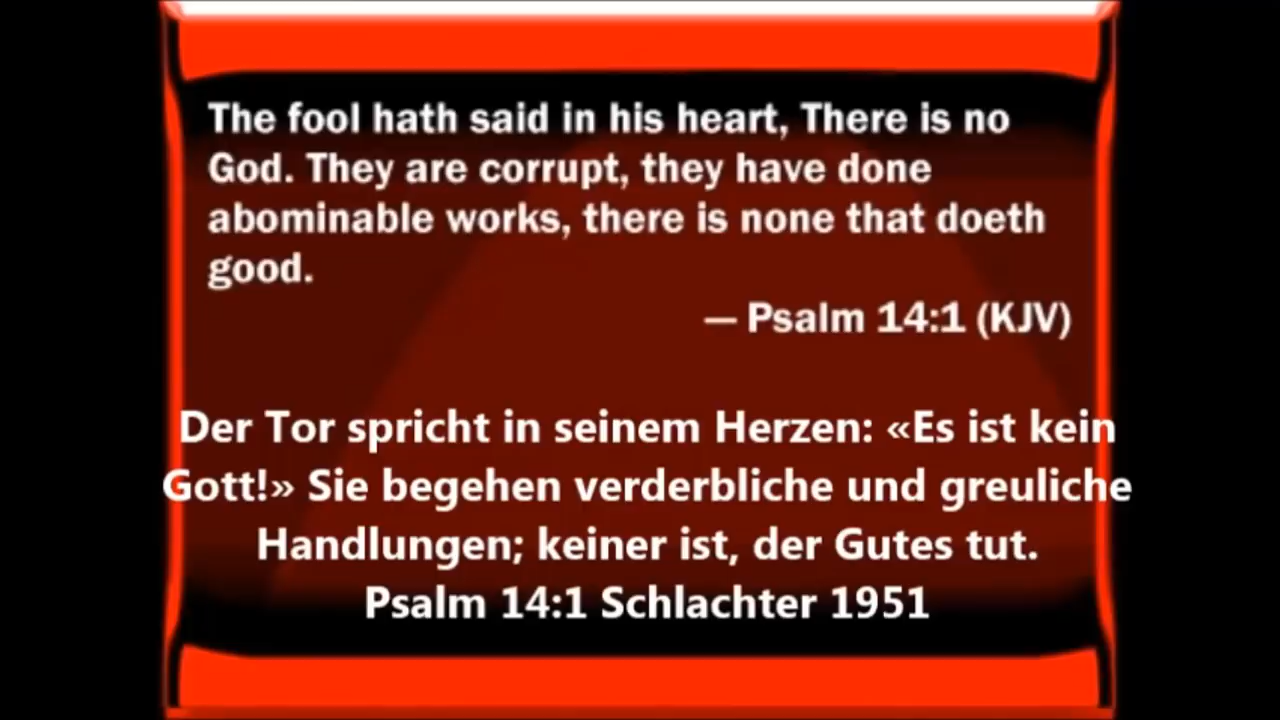 The fool hath said in his heart, There is no
God. They are corrupt, they have done
abominable works, there is none that doeth
good.
— Psalm 14:1 (KJV)
Der Tor spricht in seinem Herzen: «Es ist kein
Gott!» Sie begehen verderbliche und greuliche
Handlungen; keiner ist, der Gutes tut.
Psalm 14:1 Schlachter 1951